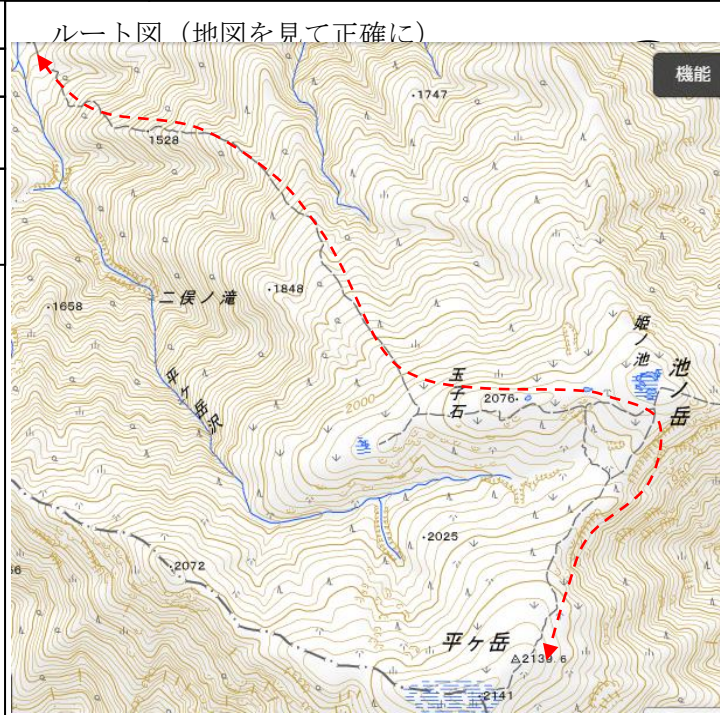 ルート図（地図を見て正確に）
機能
・1747
1528
二俣ノ滝
・1848
・1658
姫ノ池
池ノ岳
玉子石
2076・
2000
平ヶ岳沢
・2025
・2072
平ヶ岳
△2139.6
・2141
1800